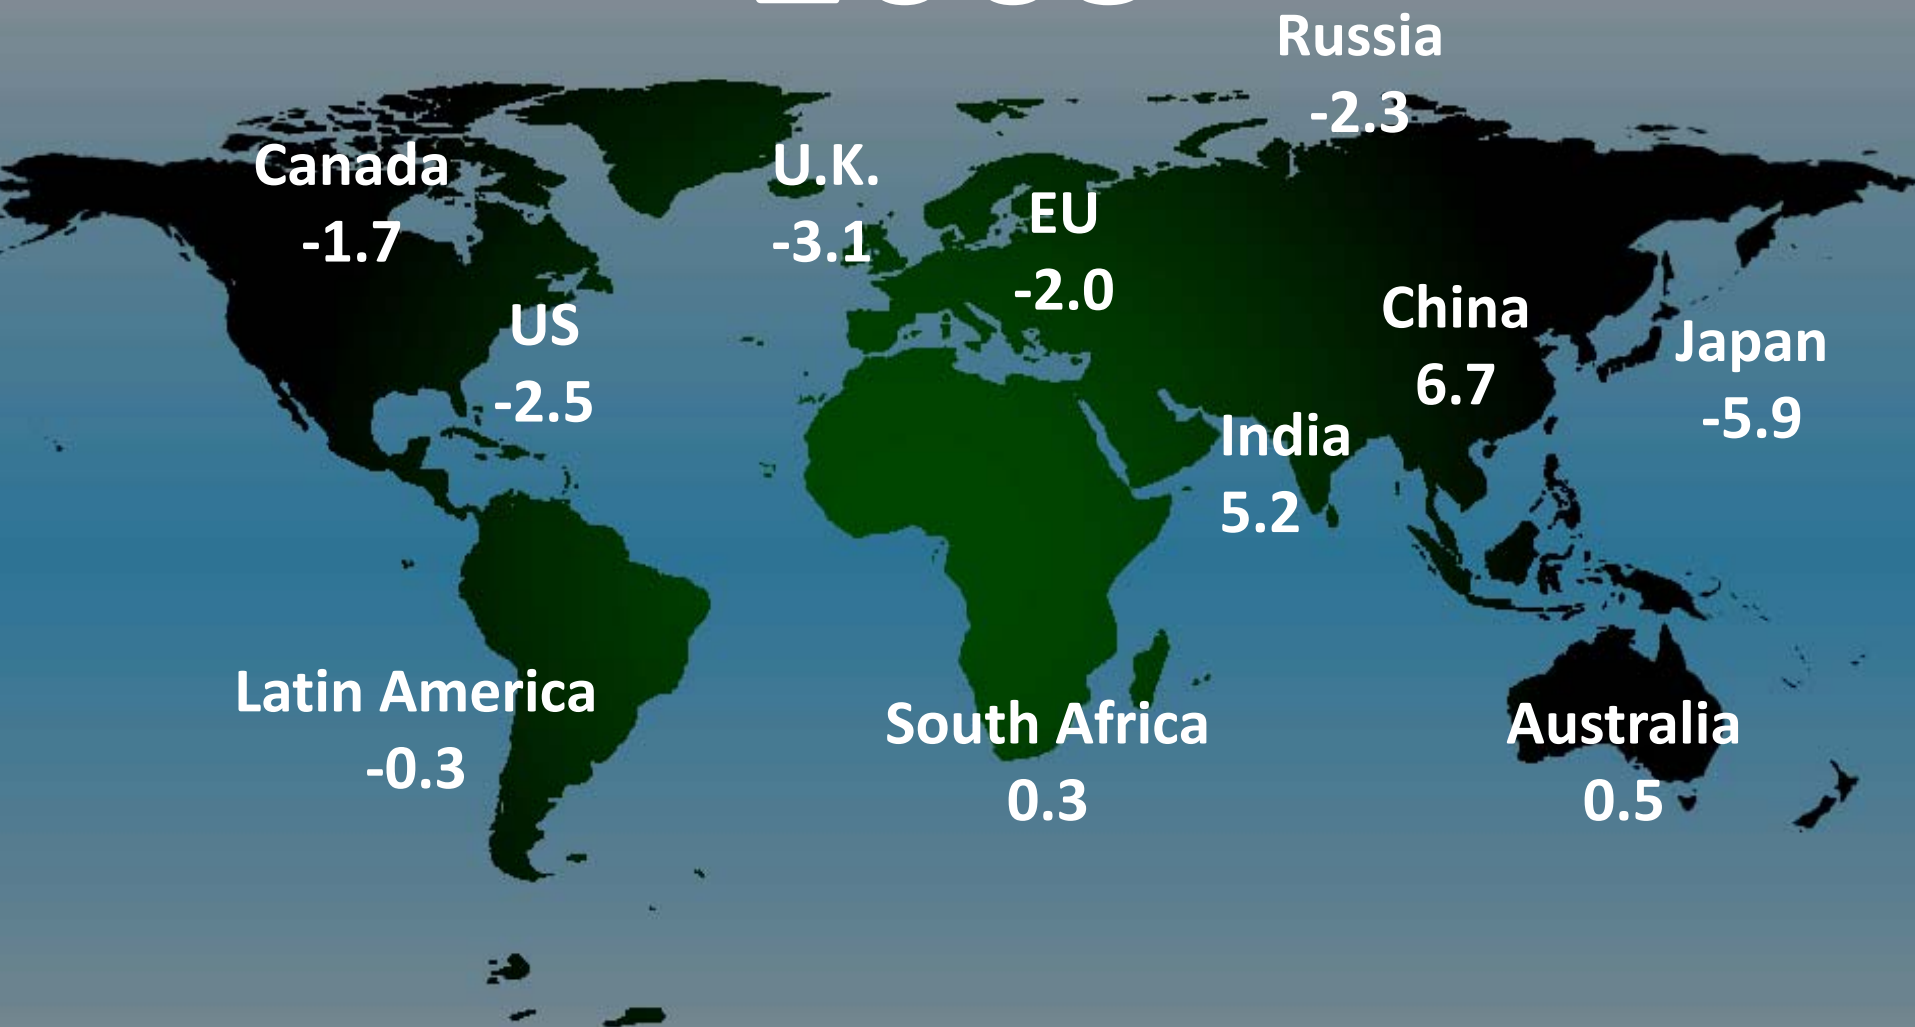 Russia
-2.3
Canada
-1.7
U.K.
-3.1
EU
-2.0
US
-2.5
China
6.7
Japan
-5.9
India
5.2
Latin America
-0.3
South Africa
0.3
Australia
0.5